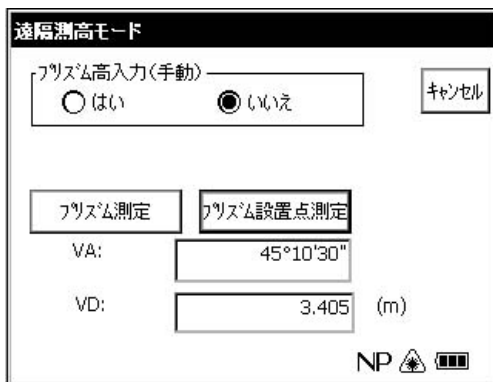 遠隔測高モード
プリズム高入力(手動)
はい
いいえ
キャンセル
プリズム測定
プリズム設置点測定
VA:
45°10'30"
VD:
3.405
(m)
NP